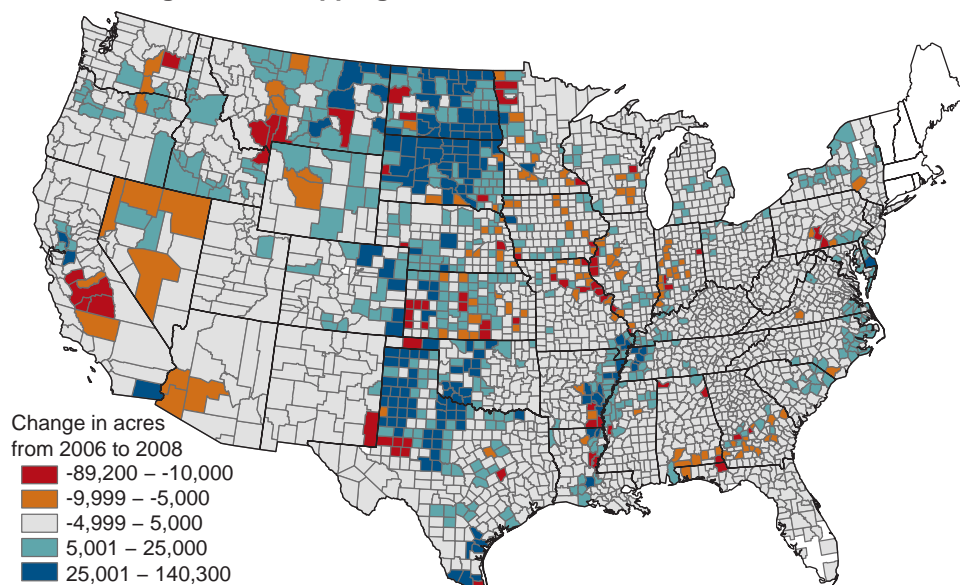 Change in acres
from 2006 to 2008
-89,200 – -10,000
-9,999 – -5,000
-4,999 – 5,000
5,001 – 25,000
25,001 – 140,300